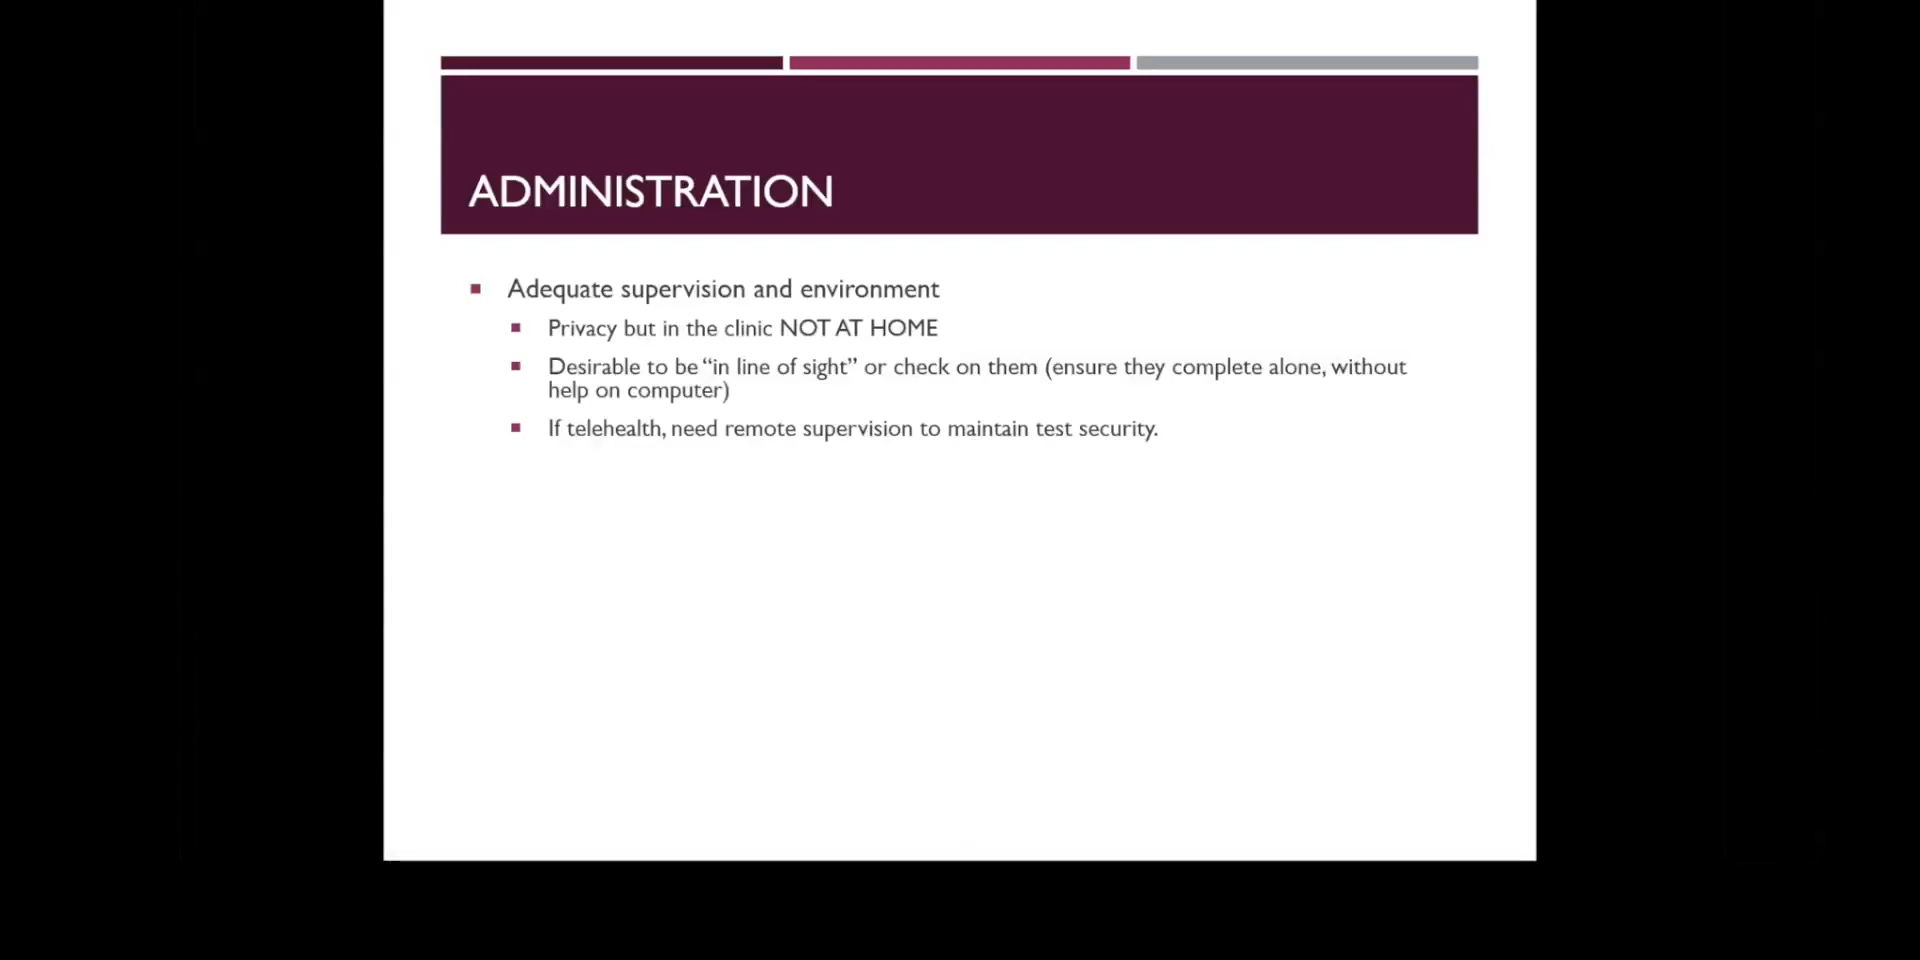 ADMINISTRATION
Adequate supervision and environment
Privacy but in the clinic NOT AT HOME
Desirable to be “in line of sight” or check on them (ensure they complete alone, without
help on computer)
If telehealth, need remote supervision to maintain test security.